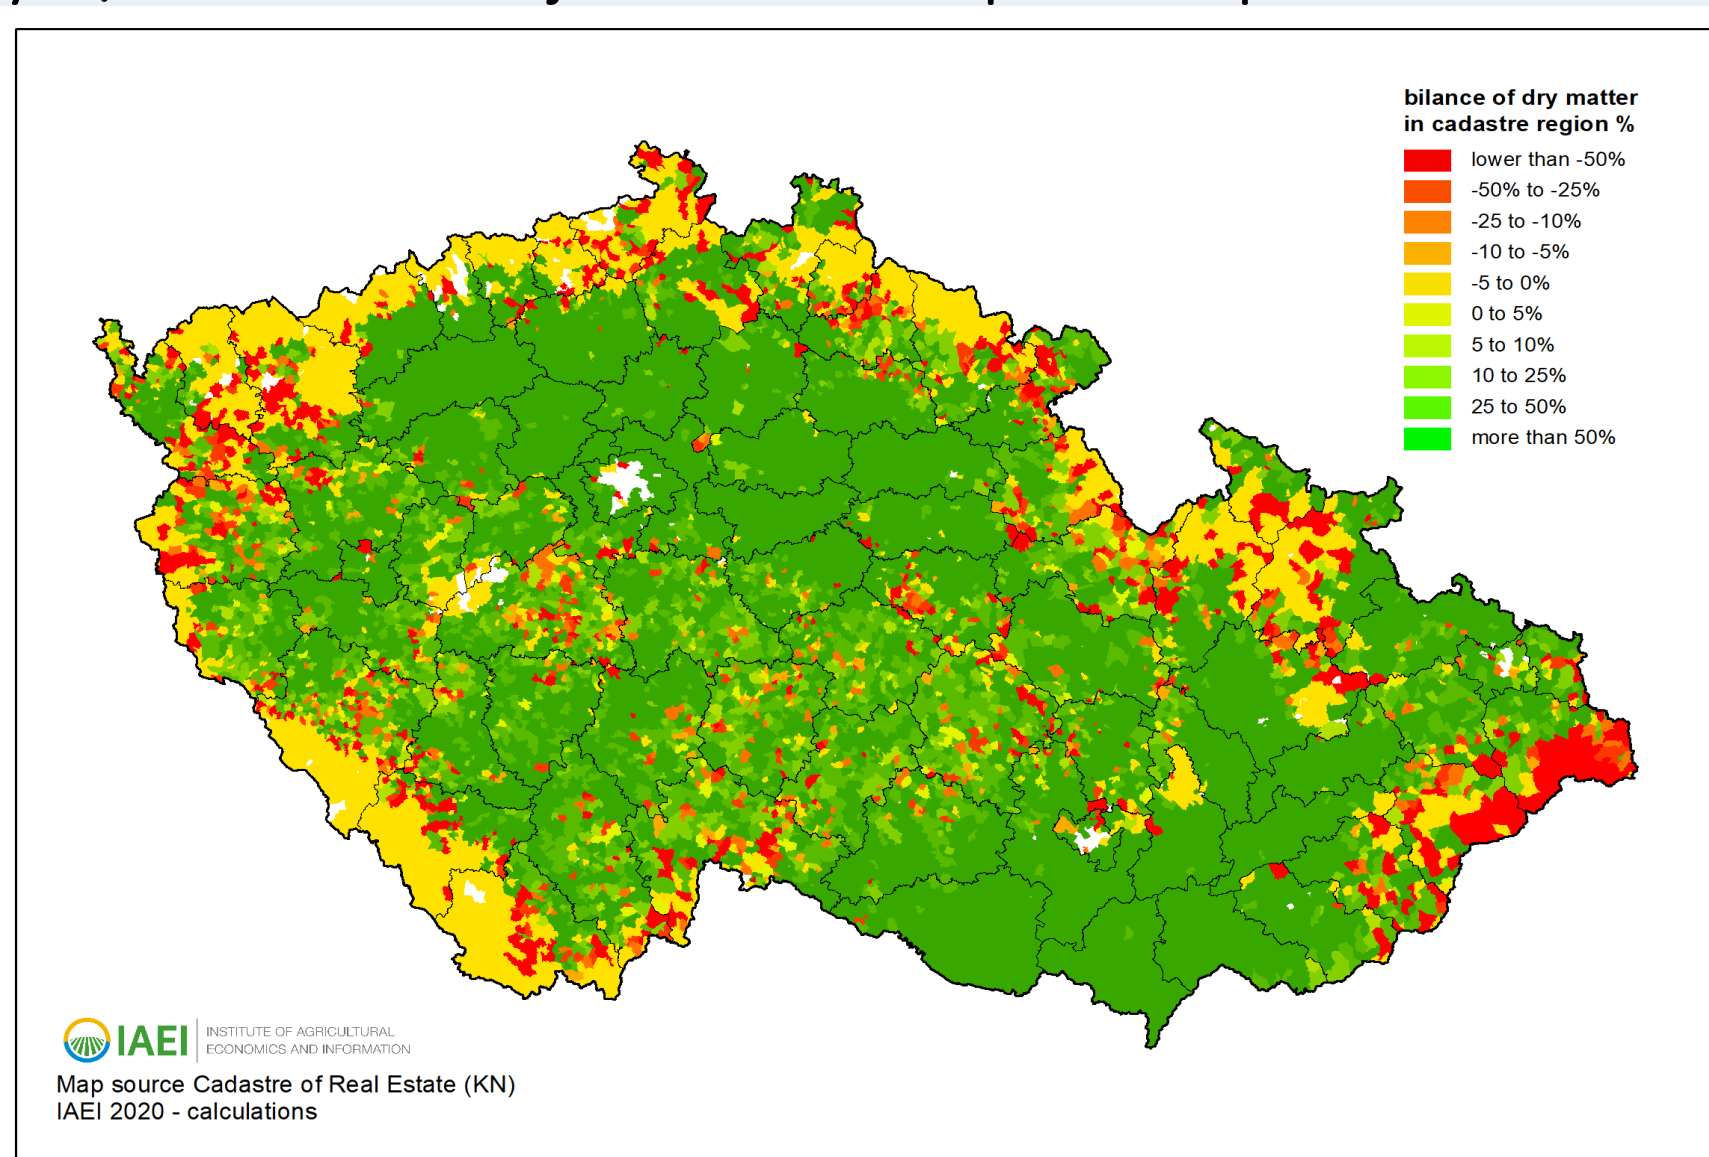 bilance of dry matter
in cadastre region %
lower than -50%
-50% to -25%
-25 to -10%
-10 to -5%
-5 to 0%
0 to 5%
5 to 10%
10 to 25%
25 to 50%
more than 50%
IAEI
INSTITUTE OF AGRICULTURAL
ECONOMICS AND INFORMATION
Map source Cadastre of Real Estate (KN)
IAEI 2020 - calculations